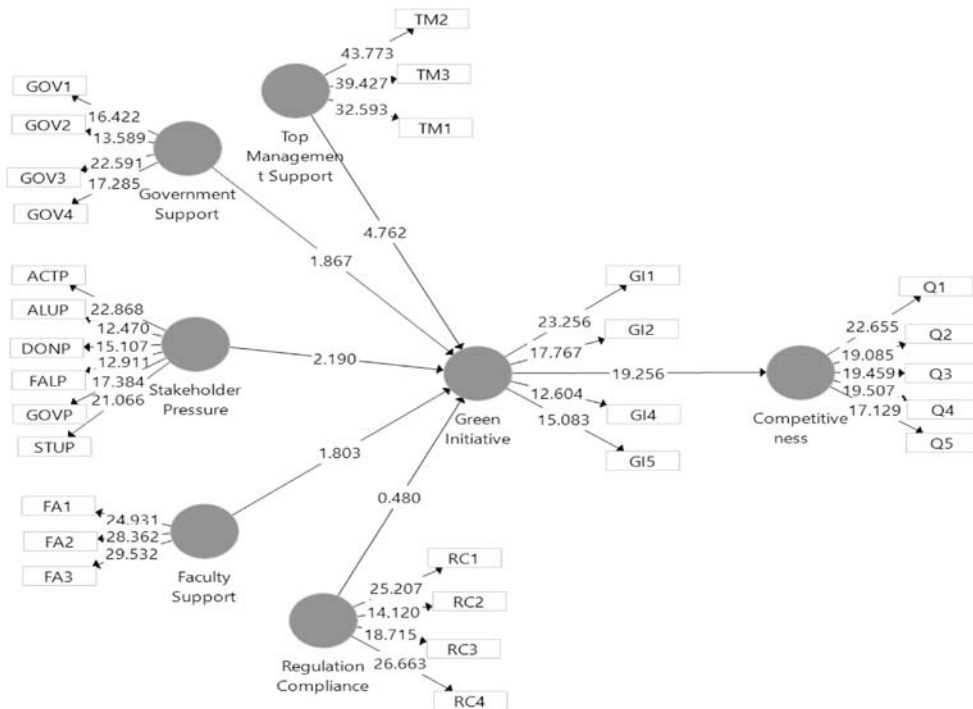 TM2
43.773
TM3
39.427
32.593
TM1
Top
Managemen
t Support
GOV1
16.422
GOV2
13.589
22.591
GOV3
17.285
GOV4
Government
Support
4.762
1.867
ACTP
22.868
ALUP
12.470
DONP
15.107
12.911
FALP
17.384
GOVP
21.066
STUP
Stakeholder
Pressure
2.190
GI1
23.256
GI2
17.767
19.256
12.604
GI4
15.083
GI5
Green
Initiative
Q1
22.655
Q2
19.085
19.459
Q3
19.507
Q4
17.129
Q5
Competitive
ness
1.803
0.480
FA1
24.931
FA2
28.362
29.532
FA3
Faculty
Support
RC1
25.207
RC2
14.120
18.715
RC3
26.663
RC4
Regulation
Compliance